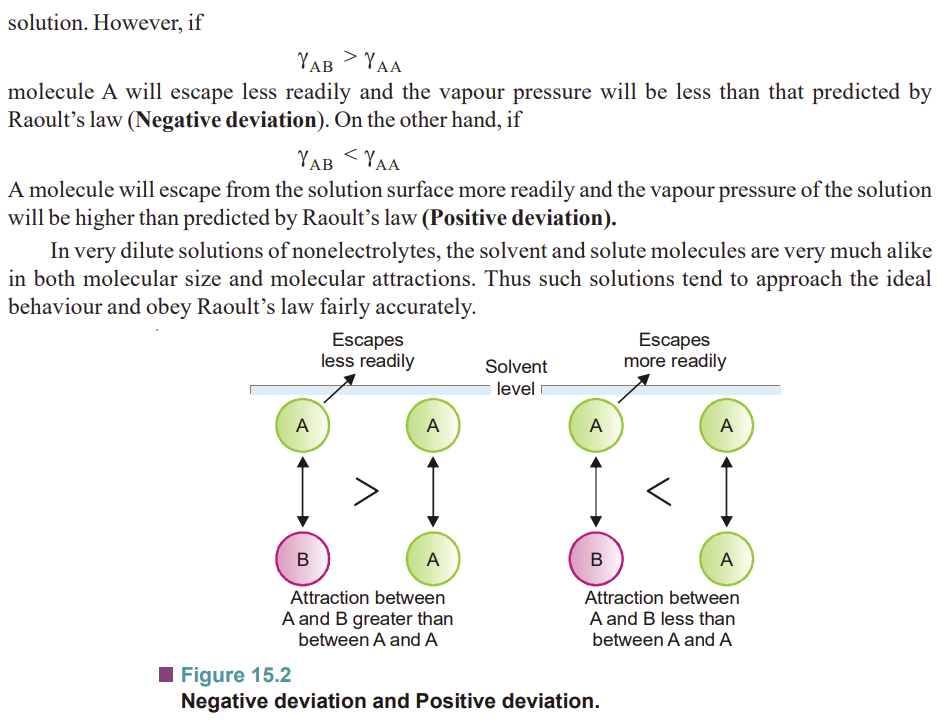 solution. However, if
γAB > γAA
molecule A will escape less readily and the vapour pressure will be less than that predicted by
Raoult’s law (Negative deviation). On the other hand, if
γAB < γAA
A molecule will escape from the solution surface more readily and the vapour pressure of the solution
will be higher than predicted by Raoult’s law (Positive deviation).
In very dilute solutions of nonelectrolytes, the solvent and solute molecules are very much alike
in both molecular size and molecular attractions. Thus such solutions tend to approach the ideal
behaviour and obey Raoult’s law fairly accurately.
Escapes
less readily
Solvent
level
Escapes
more readily
A A A A
> <
B A B A
Attraction between
A and B greater than
between A and A
Attraction between
A and B less than
between A and A
Figure 15.2
Negative deviation and Positive deviation.